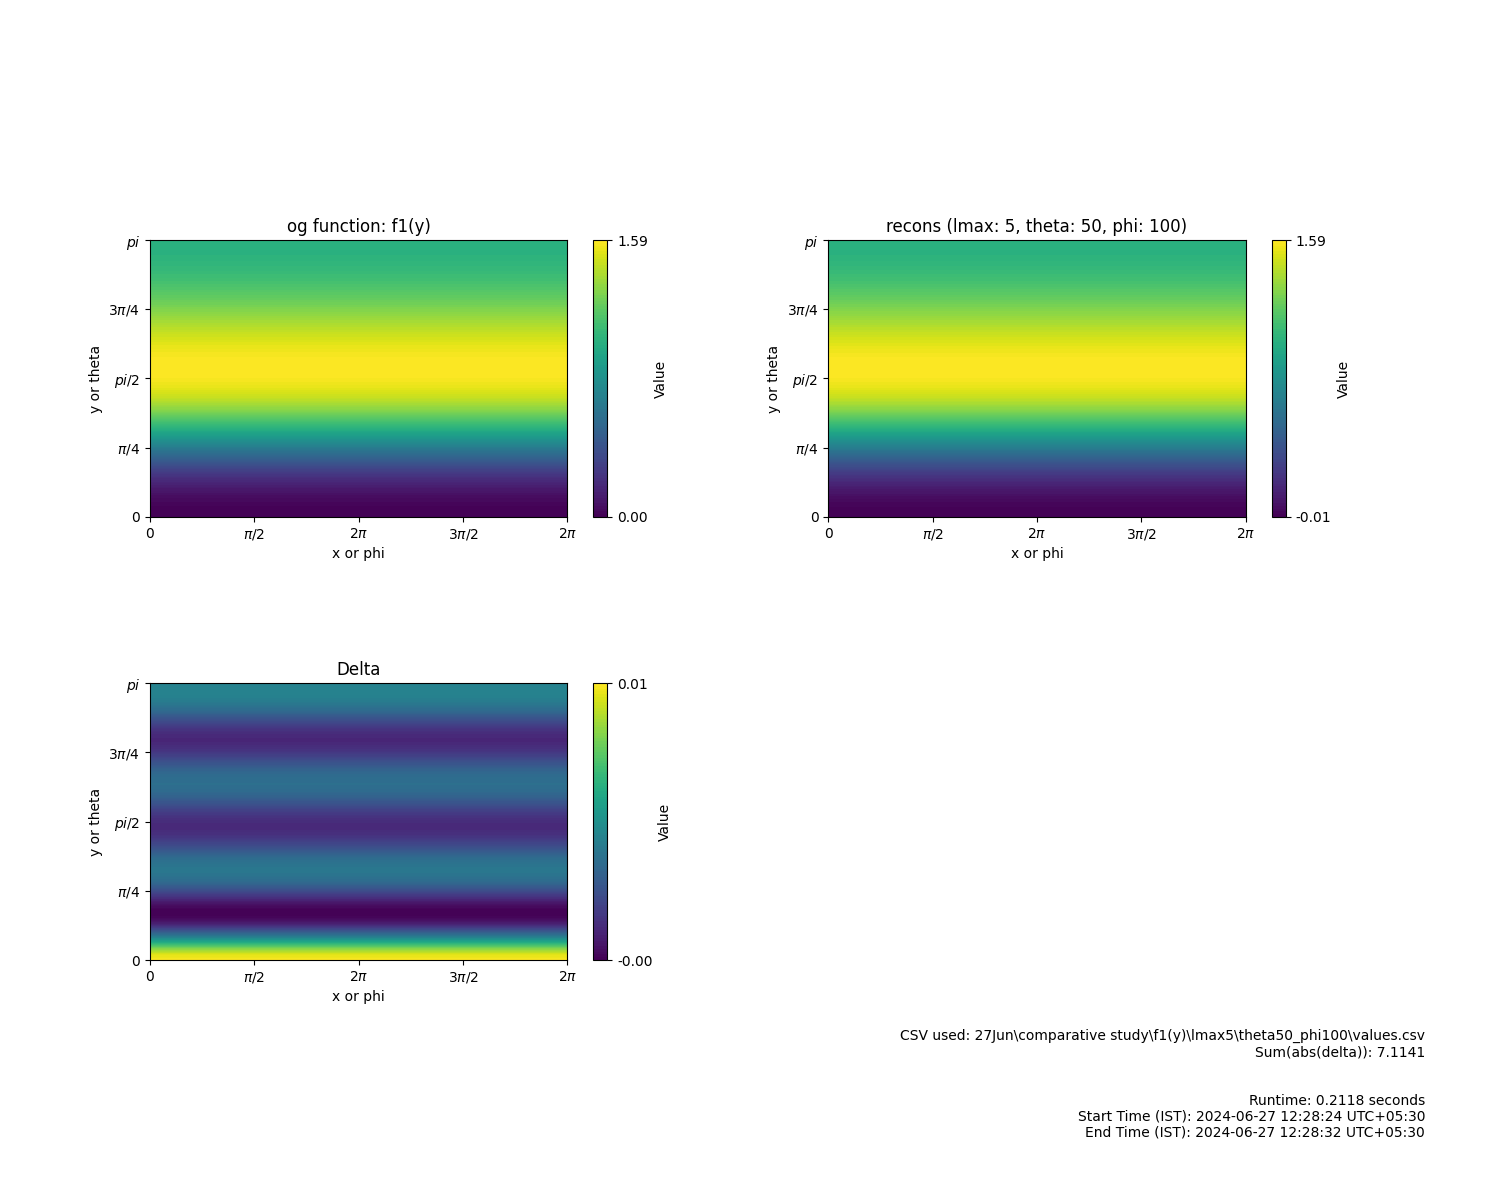 og function: f1(y)
pi
3π/4
pi/2
π/4
0
y or theta
0 π/2 2π 3π/2 2π
x or phi
1.59
0.00
Value
recons (lmax: 5, theta: 50, phi: 100)
pi
3π/4
pi/2
π/4
0
y or theta
0 π/2 2π 3π/2 2π
x or phi
1.59
-0.01
Value
Delta
pi
3π/4
pi/2
π/4
0
y or theta
0 π/2 2π 3π/2 2π
x or phi
0.01
-0.00
Value
CSV used: 27Jun\comparative study\f1(y)\lmax5\theta50_phi100\values.csv
Sum(abs(delta)): 7.1141
Runtime: 0.2118 seconds
Start Time (IST): 2024-06-27 12:28:24 UTC+05:30
End Time (IST): 2024-06-27 12:28:32 UTC+05:30